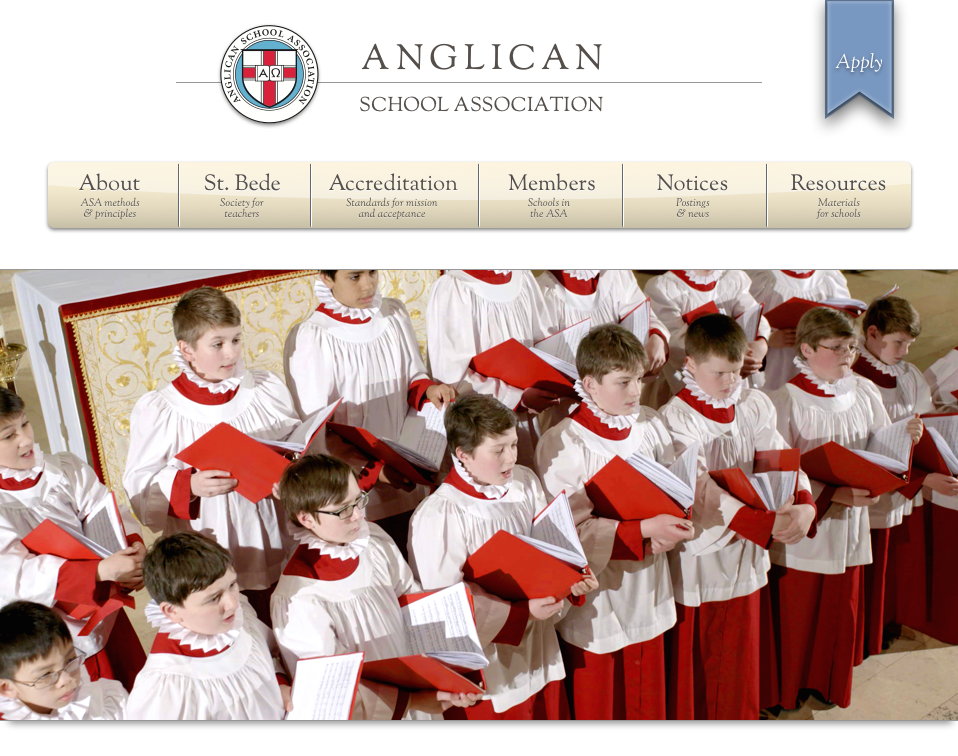 ANGLICAN SCHOOL ASSOCIATION
A Ω
ANGLICAN
SCHOOL ASSOCIATION
Apply
About
ASA methods
& principles
St. Bede
Society for
teachers
Accreditation
Standards for mission
and acceptance
Members
Schools in
the ASA
Notices
Postings
& news
Resources
Materials
for schools